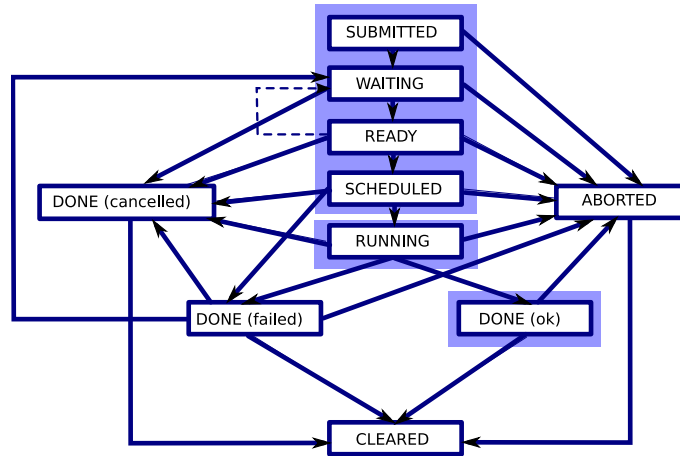 SUBMITTED
WAITING
READY
SCHEDULED
DONE (cancelled)
ABORTED
RUNNING
DONE (failed)
DONE (ok)
CLEARED